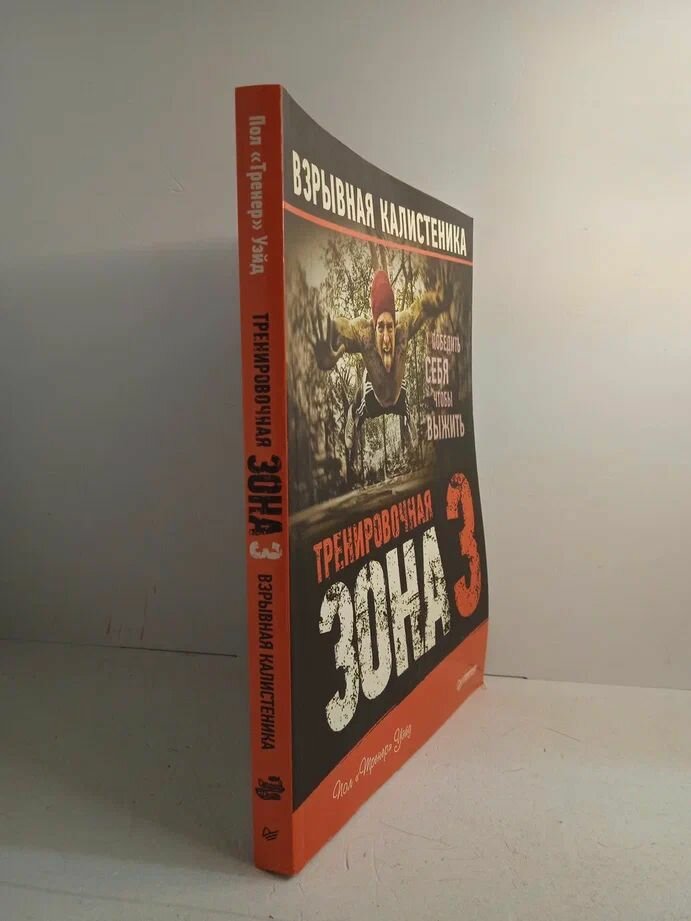 Пол «Тренер» Уэйд
ТРЕНИРОВОЧНАЯ
ЗОНА 3
ВЗРЫВНАЯ КАЛИСТЕНИКА
ВЗРЫВНАЯ КАЛИСТЕНИКА
ПОБЕДИТЬ
СЕБЯ
ЧТОБЫ
ВЫЖИТЬ
ТРЕНИРОВОЧНАЯ
ЗОНА 3
Пол «Тренер» Уэйд